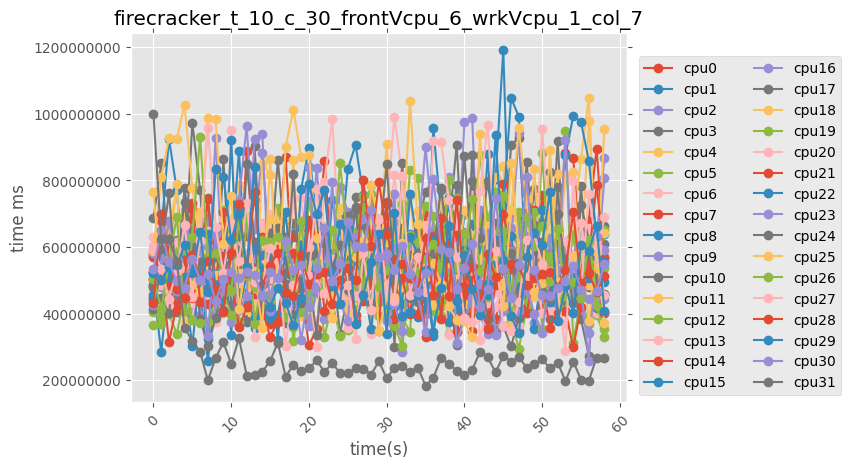 firecracker_t_10_c_30_frontVcpu_6_wrkVcpu_1_col_7
time ms
1200000000
1000000000
800000000
600000000
400000000
200000000
0
10
20
30
40
50
60
time(s)
cpu0
cpu1
cpu2
cpu3
cpu4
cpu5
cpu6
cpu7
cpu8
cpu9
cpu10
cpu11
cpu12
cpu13
cpu14
cpu15
cpu16
cpu17
cpu18
cpu19
cpu20
cpu21
cpu22
cpu23
cpu24
cpu25
cpu26
cpu27
cpu28
cpu29
cpu30
cpu31